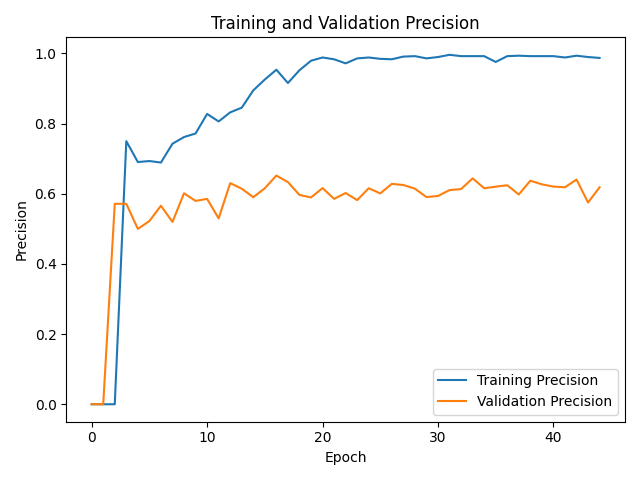 Training and Validation Precision
Precision
1.0
0.8
0.6
0.4
0.2
0.0
0
10
20
30
40
Epoch
Training Precision
Validation Precision